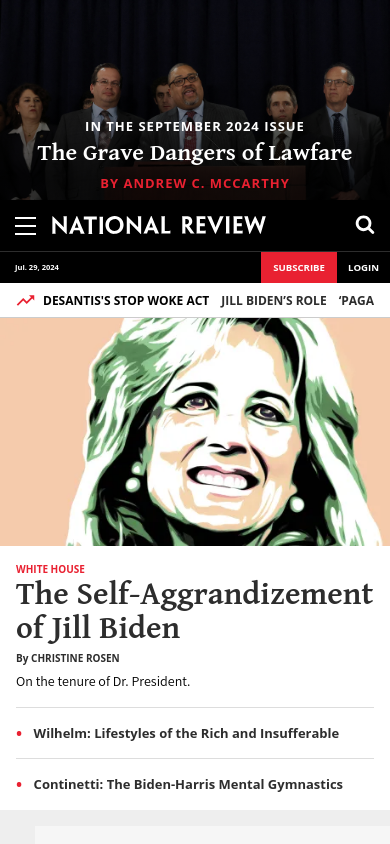 IN THE SEPTEMBER 2024 ISSUE
The Grave Dangers of Lawfare
BY ANDREW C. MCCARTHY
NATIONAL REVIEW
Jul. 29, 2024
SUBSCRIBE
LOGIN
DESANTIS'S STOP WOKE ACT JILL BIDEN’S ROLE ‘PAGA
WHITE HOUSE
The Self-Aggrandizement
of Jill Biden
By CHRISTINE ROSEN
On the tenure of Dr. President.
• Wilhelm: Lifestyles of the Rich and Insufferable
• Continetti: The Biden-Harris Mental Gymnastics